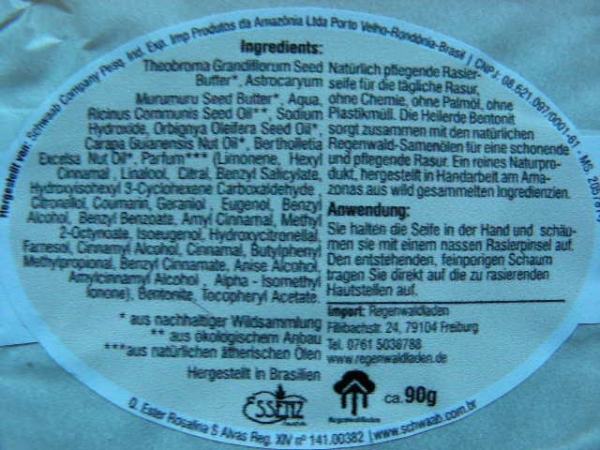 Hergestellt von: Schwaab Company Peq. Ind. Exp. Imp Produtos da Amazônia Ltda Porto Velho-Rondônia-Brasil | CNPJ: 08.521.097/0001-61 - MS.
Ingredients:
Theobroma Grandiflorum Seed
Butter*, Astrocaryum
Murumuru Seed Butter*, Aqua,
Ricinus Communis Seed Oil**, Sodium
Hydroxide, Orbignya Oleifera Seed Oil*,
Carapa Guianensis Nut Oil*, Bertholletia
Excelsa Nut Oil*, Parfum*** (Limonene, Hexyl
Cinnamal, Linalool, Citral, Benzyl Salicylate,
Hydroxyisohexyl 3-Cyclohexene Carboxaldehyde,
Citronellol, Coumarin, Geraniol, Eugenol, Benzyl
Alcohol, Benzyl Benzoate, Amyl Cinnamal, Methyl
2-Octynoate, Isoeugenol, Hydroxycitronellal,
Farnesol, Cinnamyl Alcohol, Cinnamal, Butylphenyl
Methylpropional, Benzyl Cinnamate, Anise Alcohol,
Amylcinnamyl Alcohol, Alpha - Isomethyl
Ionone), Bentonite, Tocopheryl Acetate.
* aus nachhaltiger Wildsammlung
** aus ökologischem Anbau
***aus natürlichen ätherischen Ölen
Hergestellt in Brasilien
Natürlich pflegende Rasier-
seife für die tägliche Rasur,
ohne Chemie, ohne Palmöl, ohne
Plastikmüll. Die Heilerde Bentonit
sorgt zusammen mit den natürlichen
Regenwald-Samenölen für eine schonende
und pflegende Rasur. Ein reines Naturpro-
dukt, hergestellt in Handarbeit am Ama-
zonas aus wild gesammelten Ingredienzien.
Anwendung:
Sie halten die Seife in der Hand und schäu-
men sie mit einem nassen Rasierpinsel auf.
Den entstehenden, feinporigen Schaum
tragen Sie direkt auf die zu rasierenden
Hautstellen auf.
Import: Regenwaldladen
Fillibachstr. 24, 79104 Freiburg
Tel. 0761 5036788
www.regenwaldladen.de
ESSENZ
Regenwaldladen
ca. 90g
Q. Ester Rosalina S Alvas Reg. XIV nº 141.00382 | www.schwaab.com.br